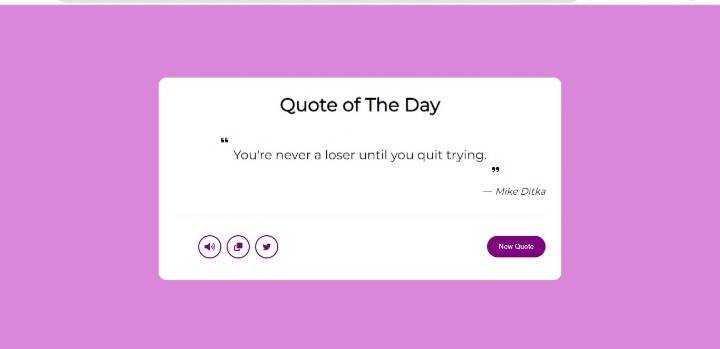 Quote of The Day
“ You're never a loser until you quit trying. ”
— Mike Ditka
New Quote